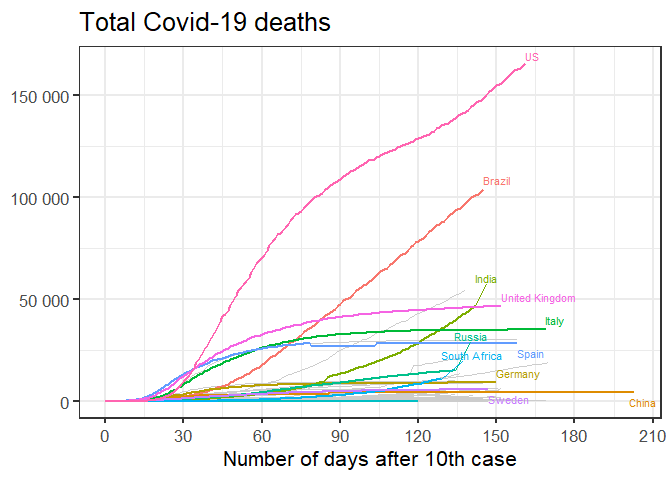 Total Covid-19 deaths
US
150 000
Brazil
100 000
India
50 000
United Kingdom
Italy
Russia
South Africa
Spain
Germany
0
Sweden
China
0 30 60 90 120 150 180 210
Number of days after 10th case